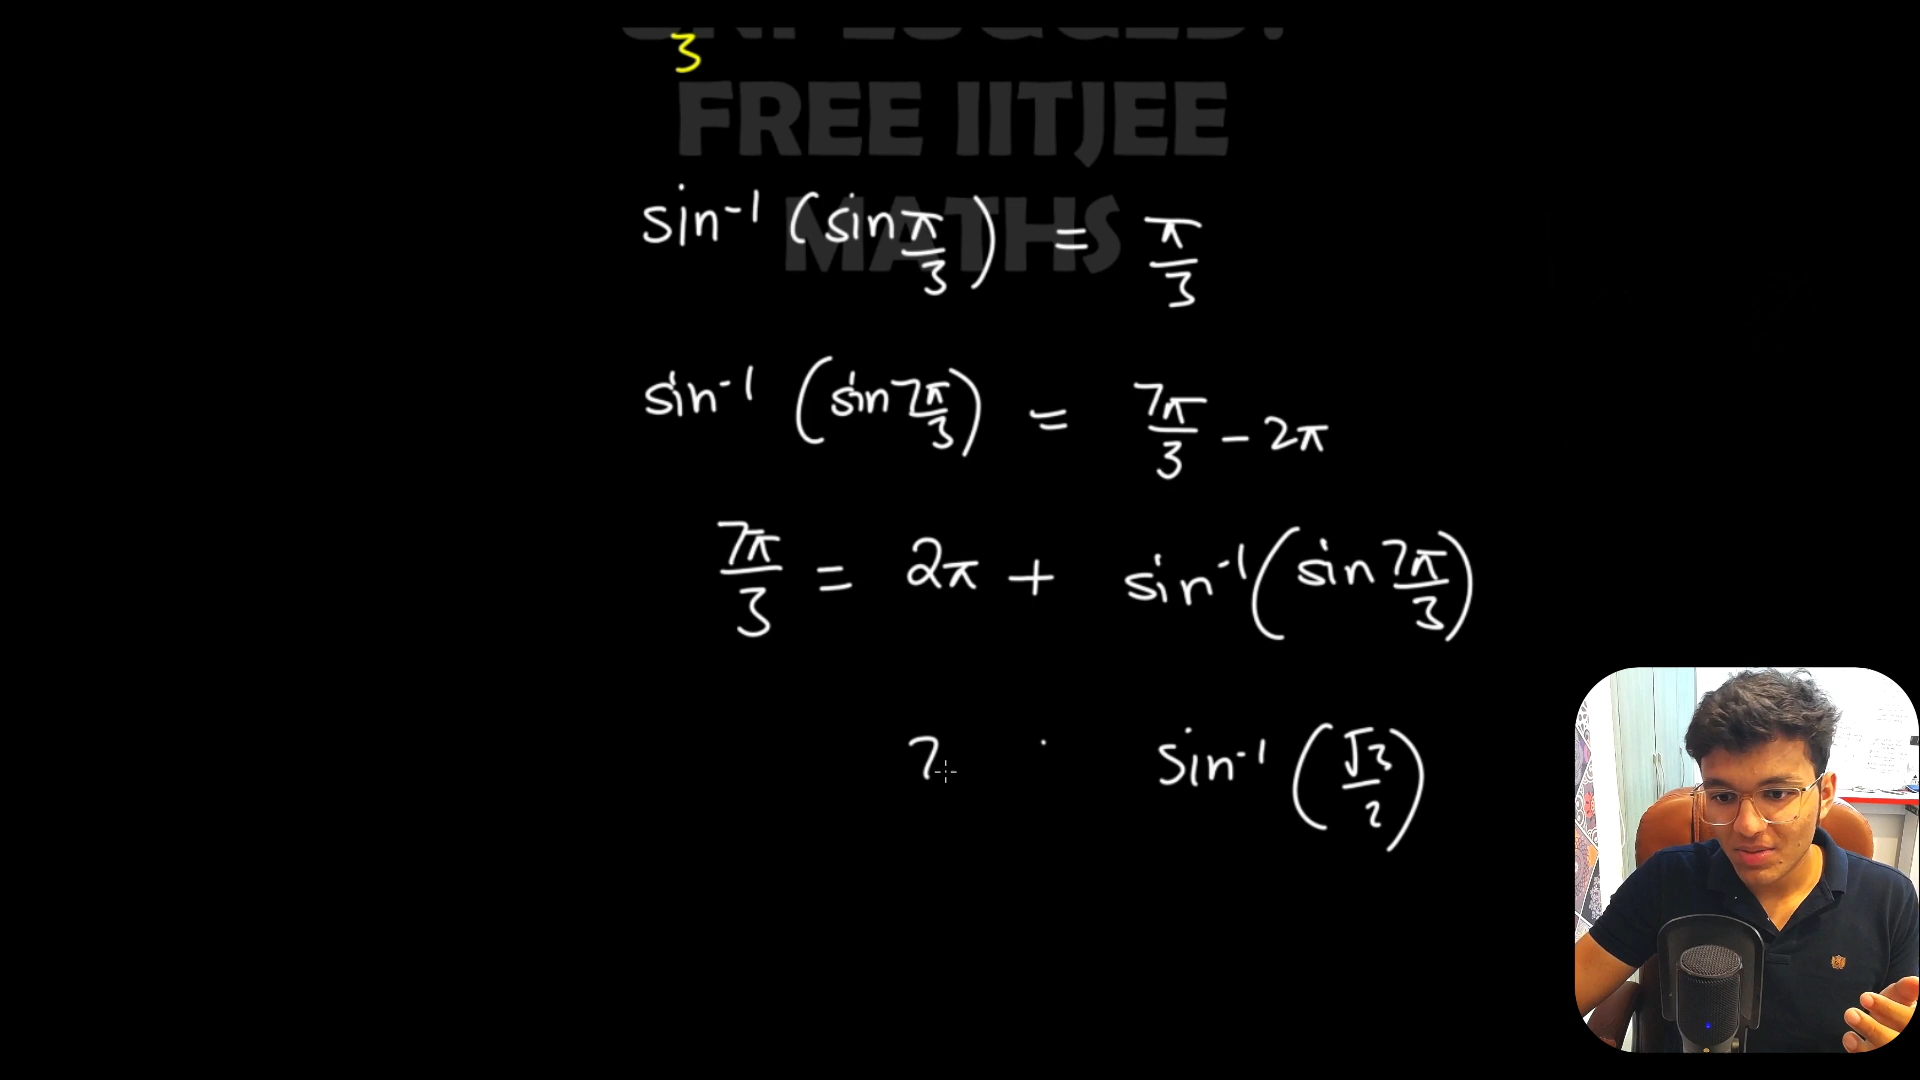 3
FREE IITJEE
MATHS
sin⁻¹ (sin π/3) = π/3
sin⁻¹ (sin 7π/3) = 7π/3 - 2π
7π/3 = 2π + sin⁻¹ (sin 7π/3)
2 sin⁻¹ (√3/2)